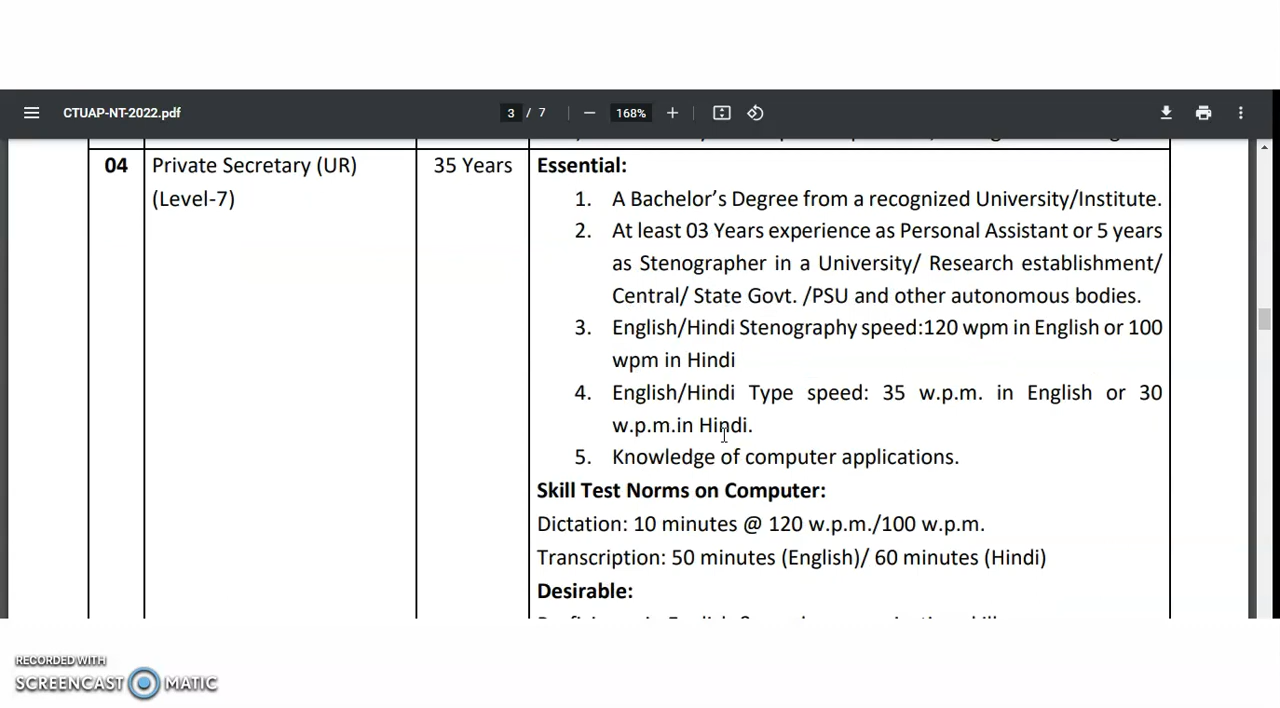 CTUAP-NT-2022.pdf
3 / 7
168%
04
Private Secretary (UR)
(Level-7)
35 Years
Essential:
1. A Bachelor's Degree from a recognized University/Institute.
2. At least 03 Years experience as Personal Assistant or 5 years
as Stenographer in a University/ Research establishment/
Central/ State Govt. /PSU and other autonomous bodies.
3. English/Hindi Stenography speed:120 wpm in English or 100
wpm in Hindi
4. English/Hindi Type speed: 35 w.p.m. in English or 30
w.p.m.in Hindi.
5. Knowledge of computer applications.
Skill Test Norms on Computer:
Dictation: 10 minutes @ 120 w.p.m./100 w.p.m.
Transcription: 50 minutes (English)/ 60 minutes (Hindi)
Desirable:
RECORDED WITH
SCREENCAST MATIC